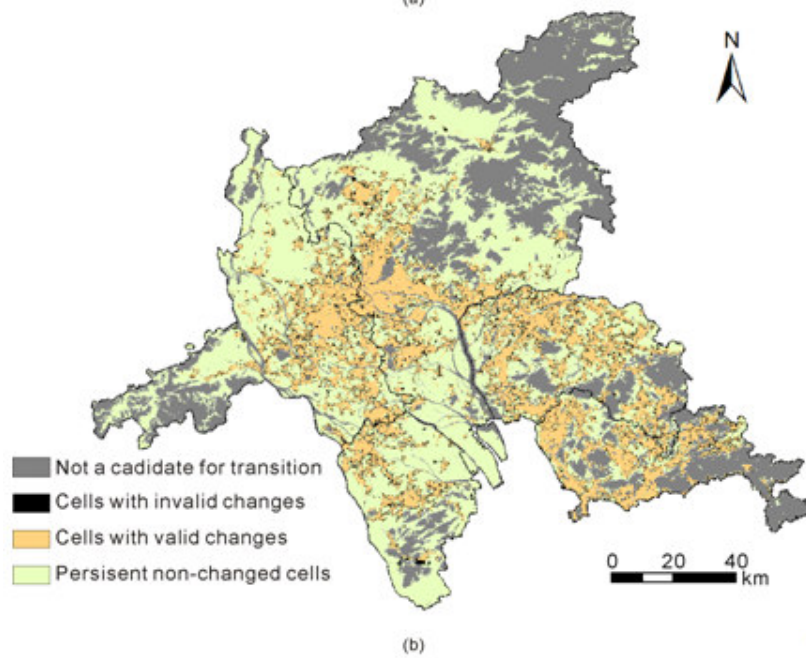 (a)
N
Not a cadidate for transition
Cells with invalid changes
Cells with valid changes
Persisent non-changed cells
0 20 40
km
(b)